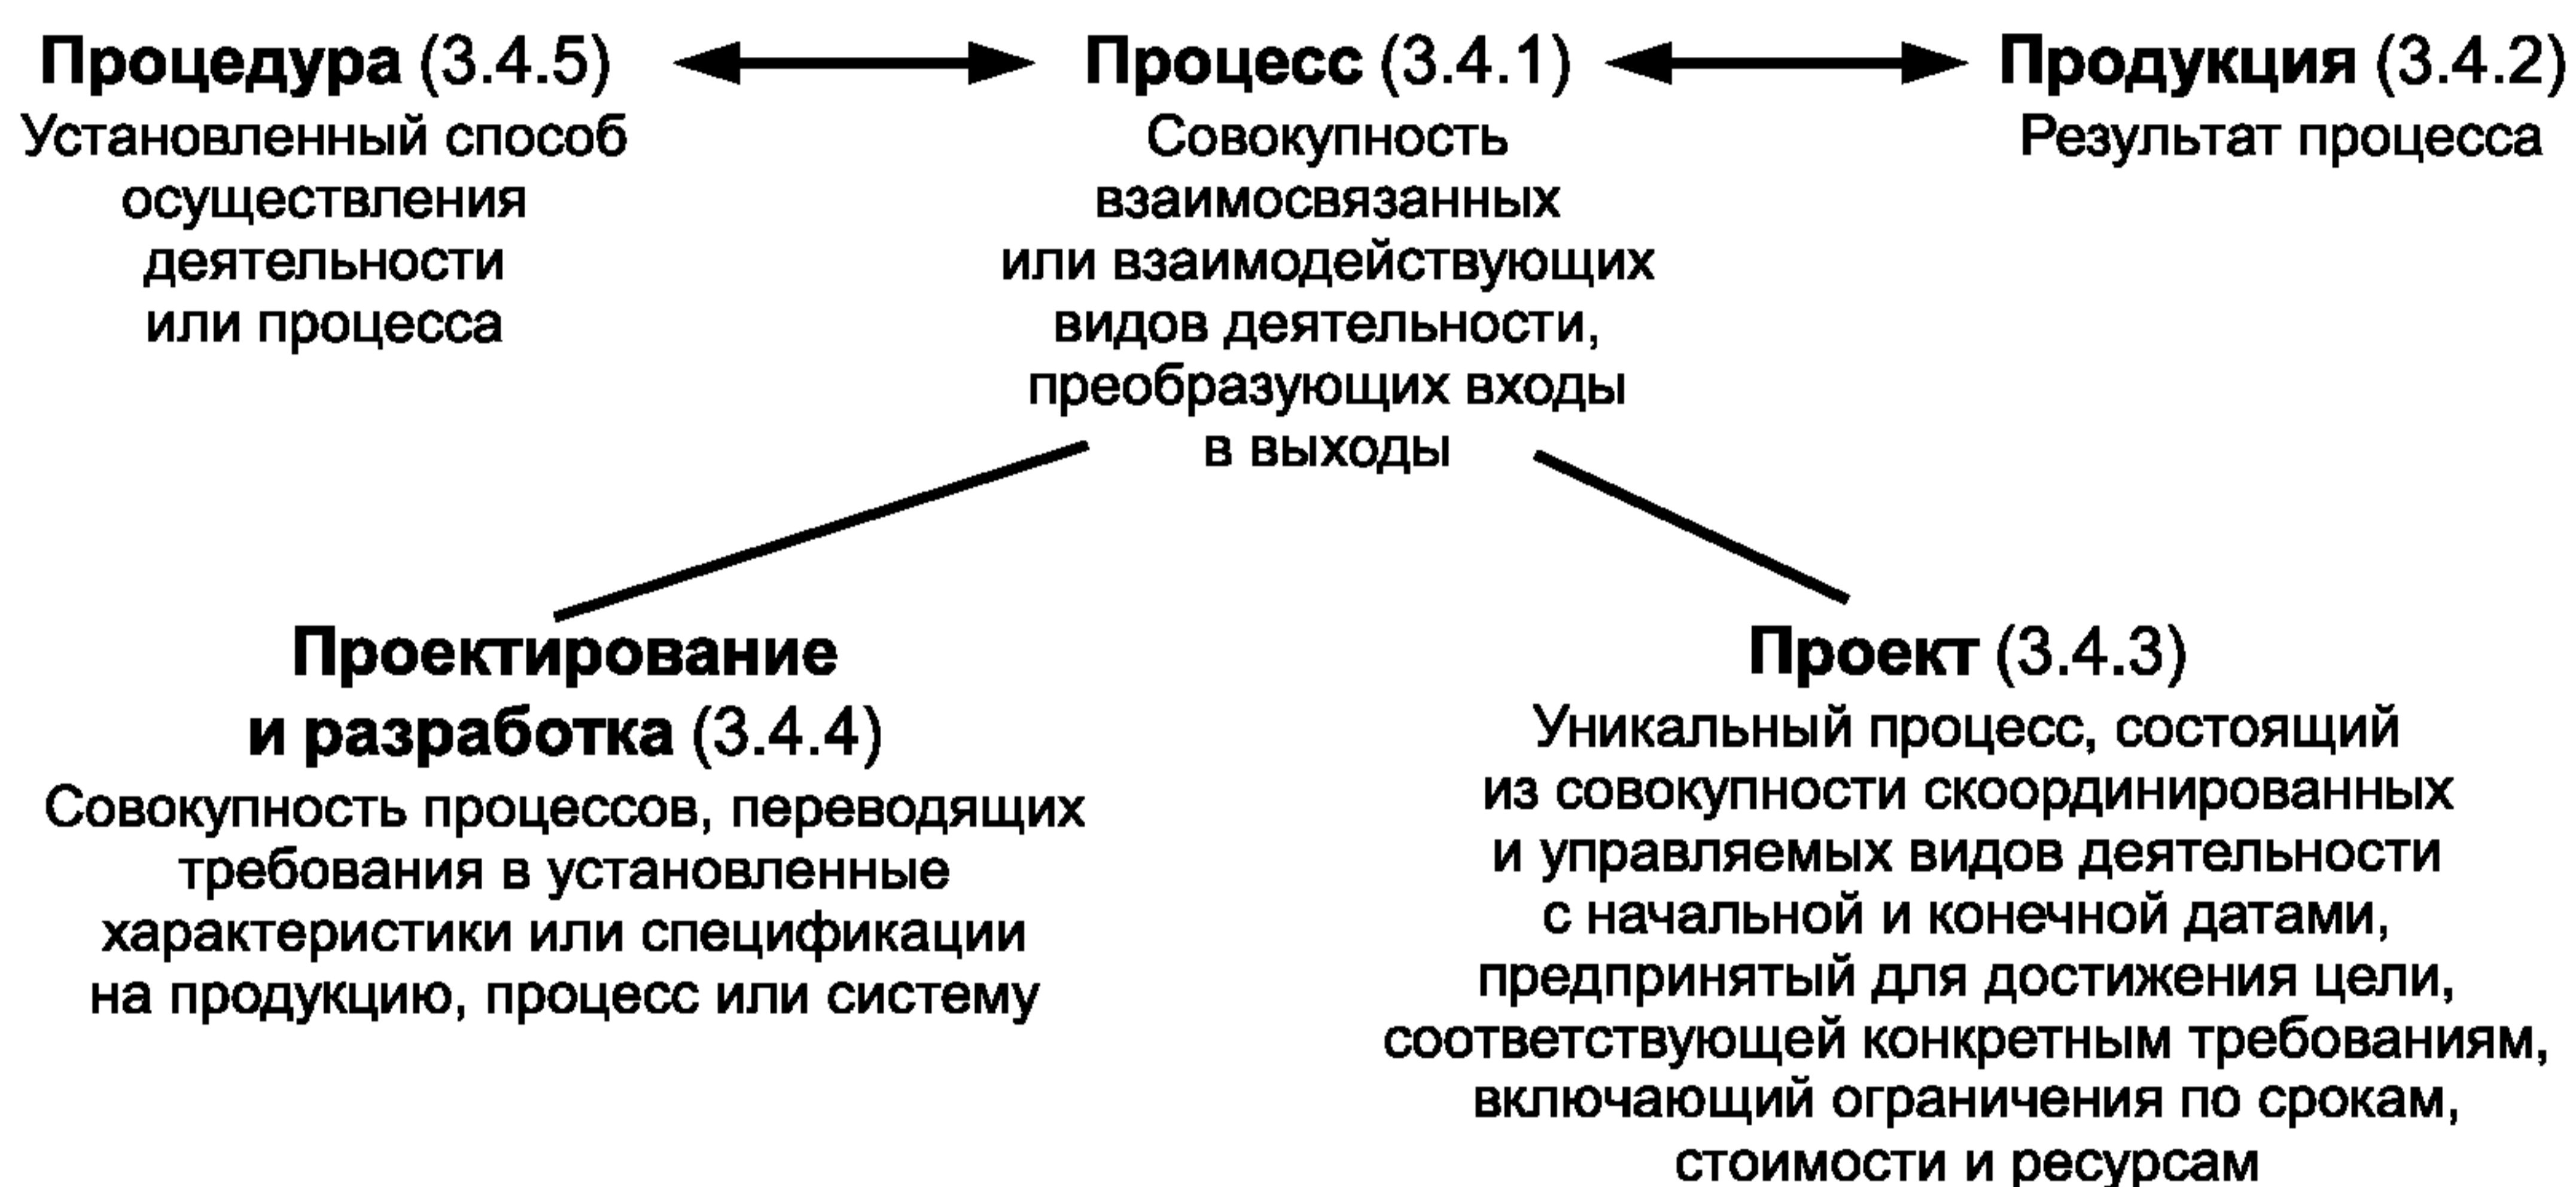 Процедура (3.4.5)
Установленный способ
осуществления
деятельности
или процесса
Процесс (3.4.1)
Совокупность
взаимосвязанных
или взаимодействующих
видов деятельности,
преобразующих входы
в выходы
Продукция (3.4.2)
Результат процесса
Проектирование
и разработка (3.4.4)
Совокупность процессов, переводящих
требования в установленные
характеристики или спецификации
на продукцию, процесс или систему
Проект (3.4.3)
Уникальный процесс, состоящий
из совокупности скоординированных
и управляемых видов деятельности
с начальной и конечной датами,
предпринятый для достижения цели,
соответствующей конкретным требованиям,
включающий ограничения по срокам,
стоимости и ресурсам